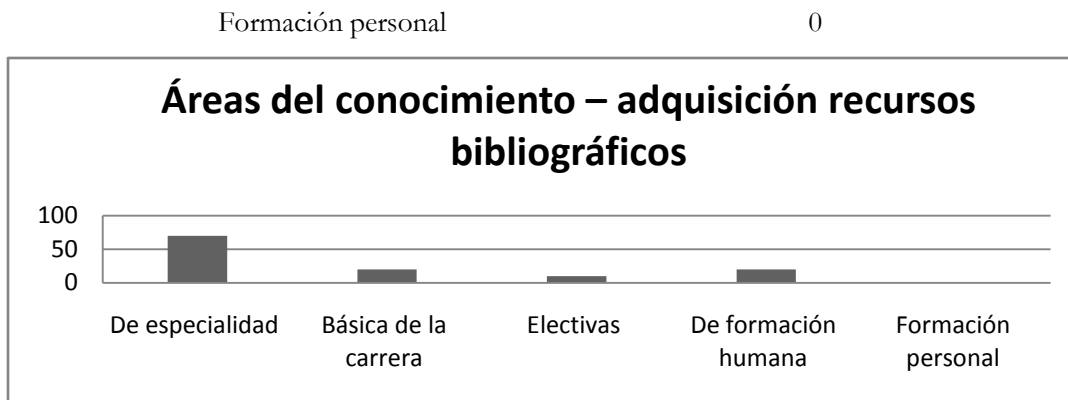 Formación personal 0
Áreas del conocimiento – adquisición recursos
bibliográficos
100
50
0
De especialidad Básica de la Electivas De formación Formación
carrera humana personal